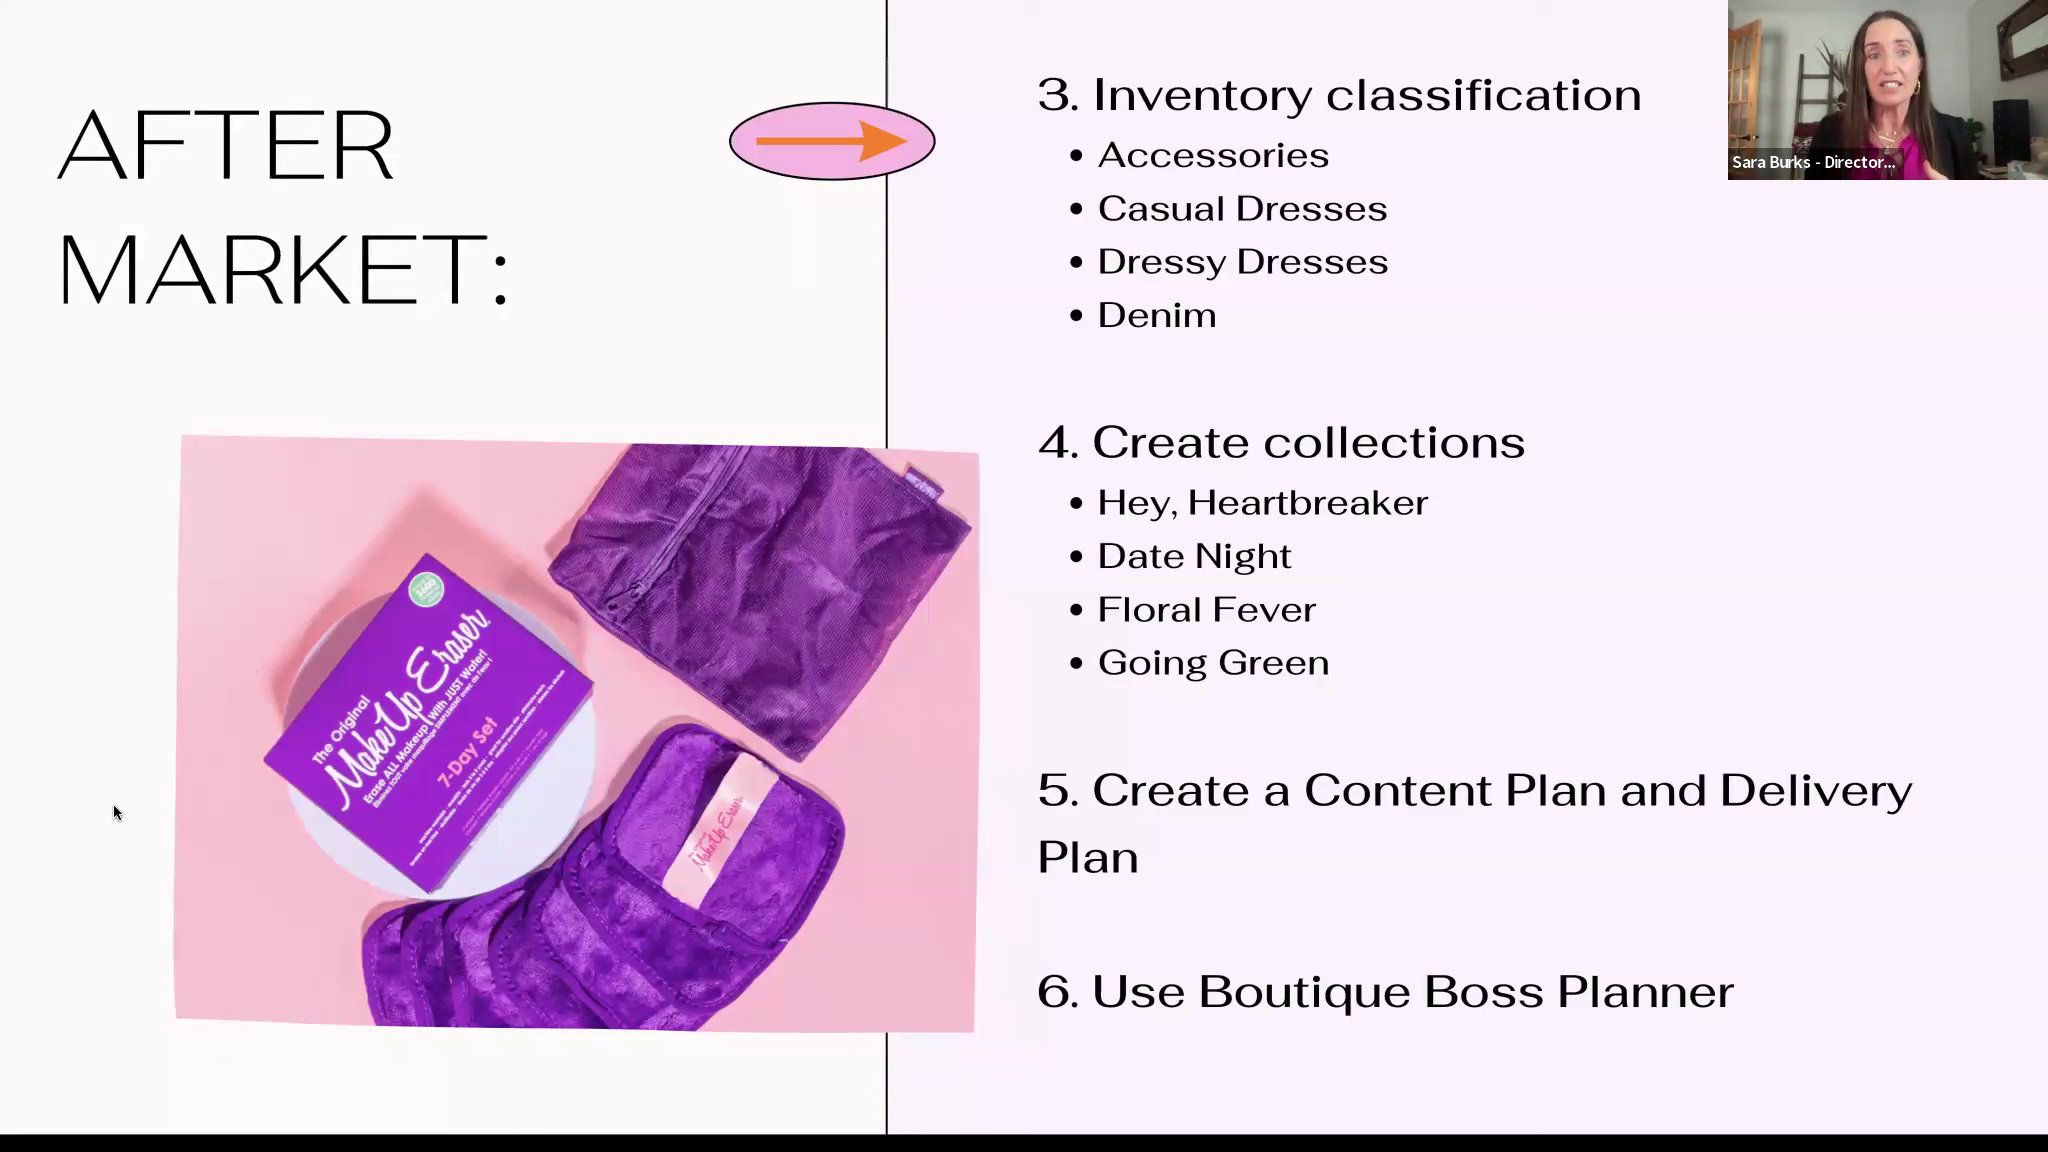 AFTER
MARKET:
3. Inventory classification
• Accessories
• Casual Dresses
• Dressy Dresses
• Denim
4. Create collections
• Hey, Heartbreaker
• Date Night
• Floral Fever
• Going Green
5. Create a Content Plan and Delivery
Plan
6. Use Boutique Boss Planner
Sara Burks - Director...
3600
The Original
MakeUp Eraser.
Erase ALL Makeup With JUST Water!
7-Day Set
MakeUp Eraser